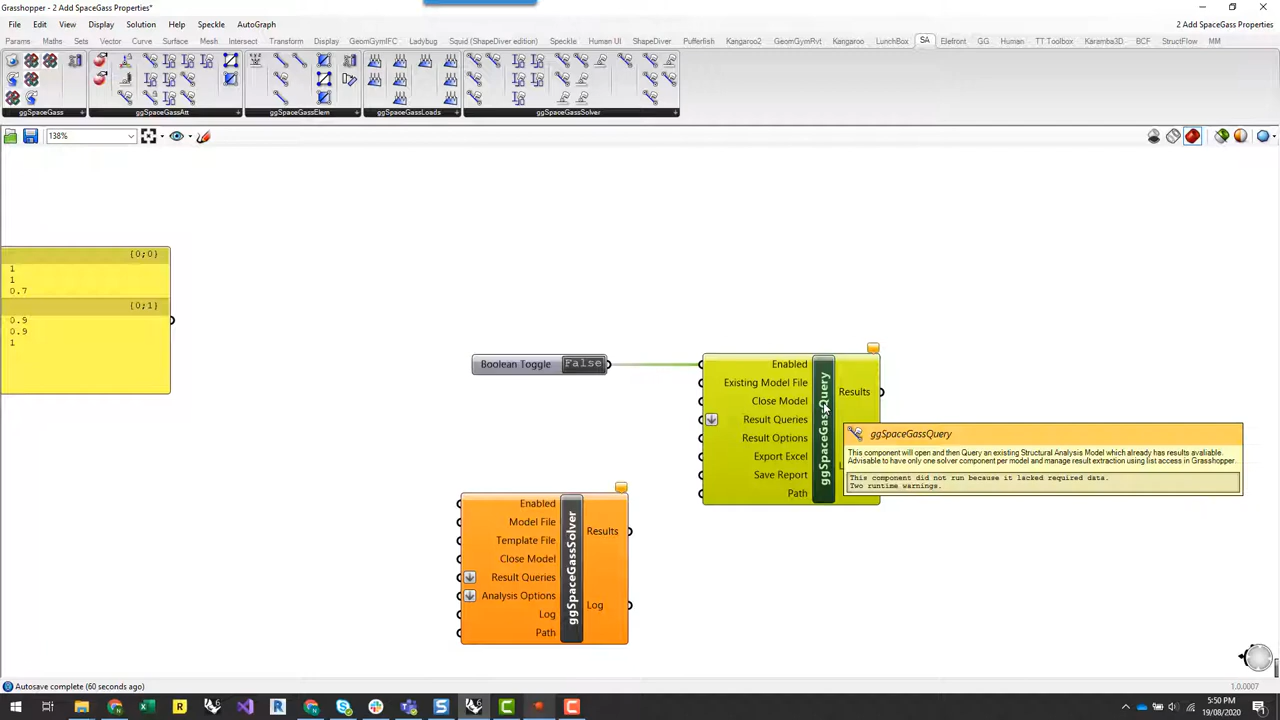 Grasshopper - 2 Add SpaceGass Properties*
File Edit View Display Solution Help Speckle AutoGraph
2 Add SpaceGass Properties*
Params Maths Sets Vector Curve Surface Mesh Intersect Transform Display GeomGymIFC Ladybug Squid (ShapeDiver edition) Speckle Human UI ShapeDiver Pufferfish Kangaroo2 GeomGymRvt Kangaroo LunchBox SA Elefront GG Human TT Toolbox Karamba3D BCF StructFlow MM
ggSpaceGass ggSpaceGassAtt ggSpaceGassElem ggSpaceGassLoads ggSpaceGassSolver
138%
{0;0}
1
1
0.7
{0;1}
0.9
0.9
1
Boolean Toggle False
Enabled
Existing Model File
Close Model
Result Queries
Result Options
Export Excel
Save Report
Path
ggSpaceGassQuery
Results
ggSpaceGassQuery
This component will open and then Query an existing Structural Analysis Model which already has results avaliable.
Advisable to have only one solver component per model and manage result extraction using list access in Grasshopper.
This component did not run because it lacked required data.
Two runtime warnings.
Enabled
Model File
Template File
Close Model
Result Queries
Analysis Options
Log
Path
ggSpaceGassSolver
Results
Log
Autosave complete (60 seconds ago)
1.0.0007
5:50 PM
19/08/2020